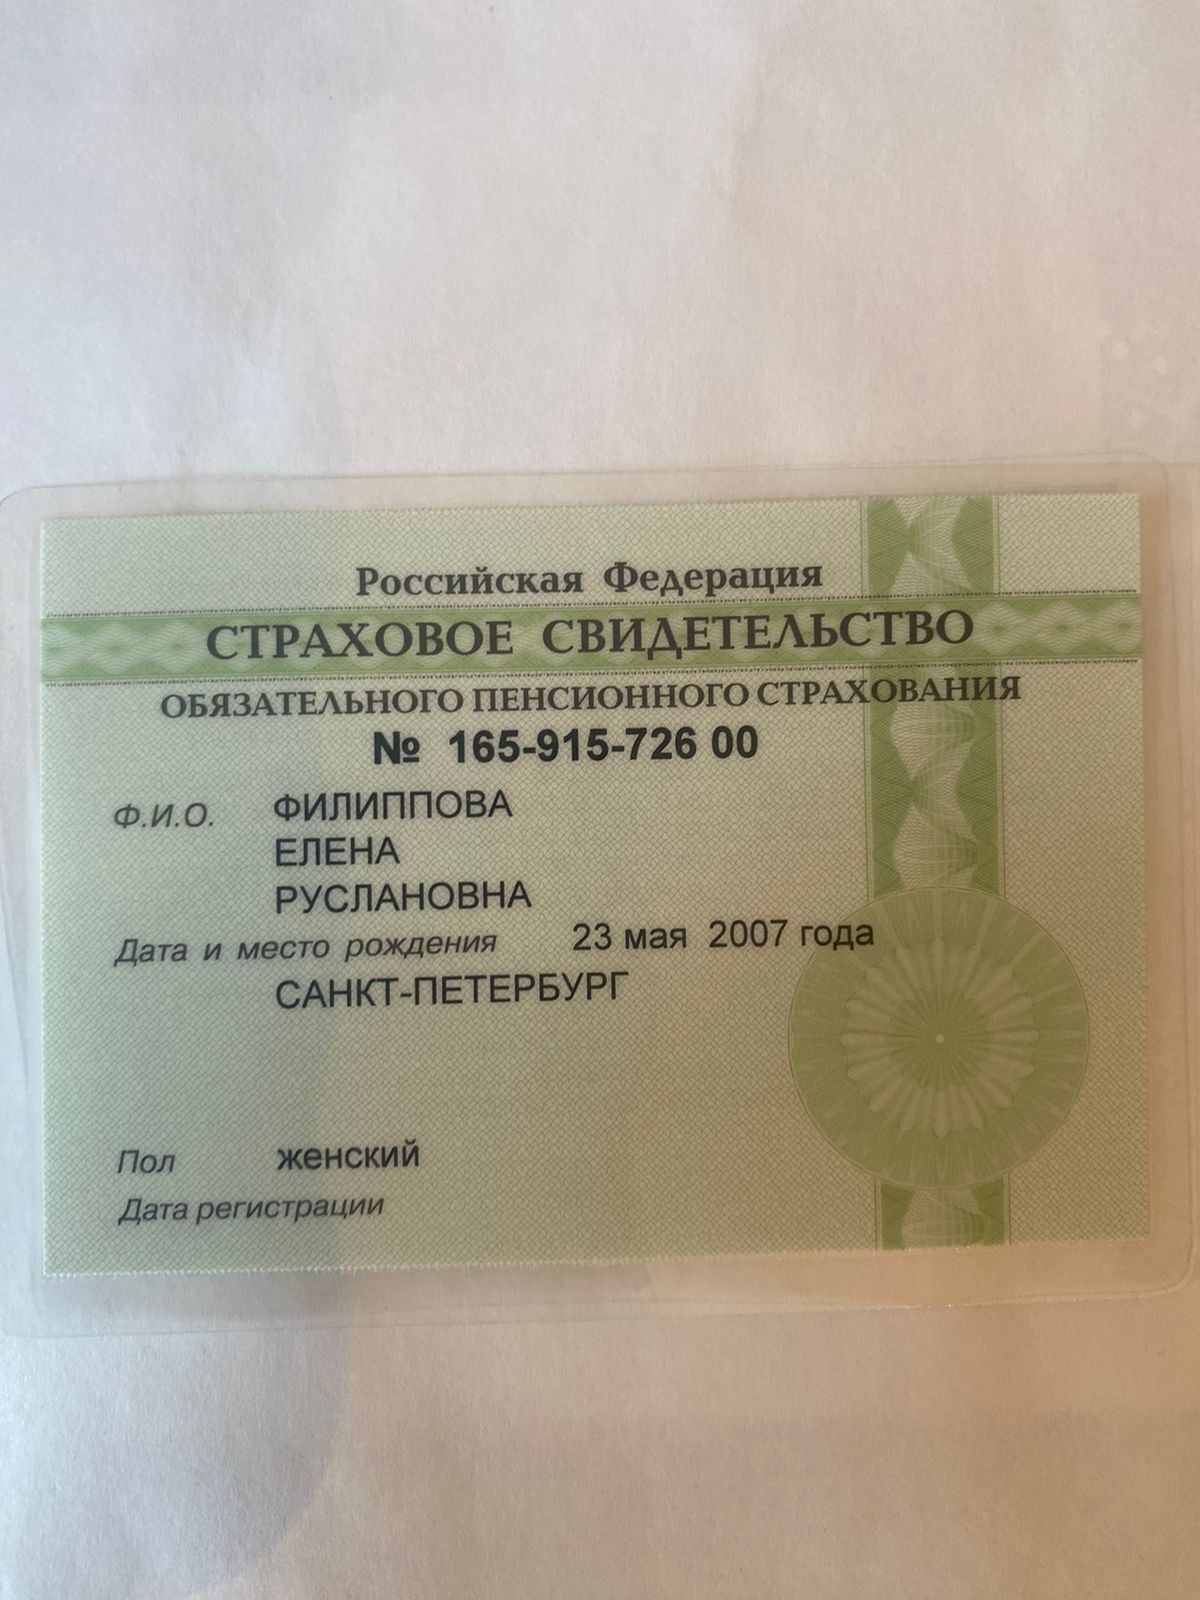 Российская Федерация
СТРАХОВОЕ СВИДЕТЕЛЬСТВО
ОБЯЗАТЕЛЬНОГО ПЕНСИОННОГО СТРАХОВАНИЯ
№ 165-915-726 00
Ф.И.О. ФИЛИППОВА
ЕЛЕНА
РУСЛАНОВНА
Дата и место рождения 23 мая 2007 года
САНКТ-ПЕТЕРБУРГ
Пол женский
Дата регистрации